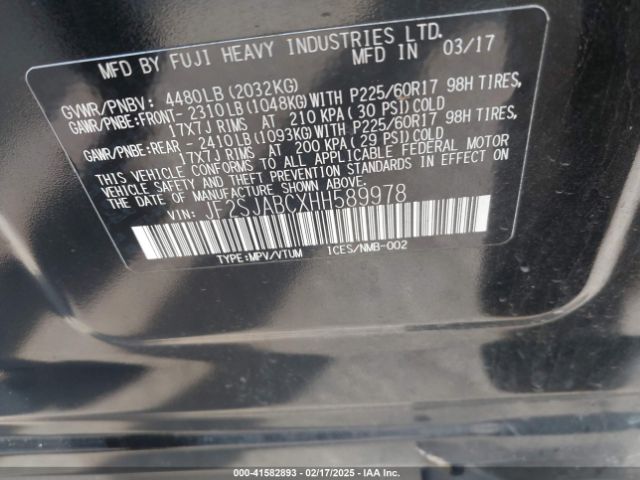 MFD BY FUJI HEAVY INDUSTRIES LTD.
MFD IN 03/17
GVWR/PNBV: 4480LB (2032KG)
GAWR/PNBE:FRONT- 2310LB(1048KG)WITH P225/60R17 98H TIRES,
17X7J RIMS AT 210 KPA (30 PSI) COLD
GAWR/PNBE:REAR - 2410LB(1093KG)WITH P225/60R17 98H TIRES,
17X7J RIMS AT 200 KPA (29 PSI) COLD
THIS VEHICLE CONFORMS TO ALL APPLICABLE FEDERAL MOTOR
VEHICLE SAFETY AND THEFT PREVENTION STANDARDS IN EFFECT ON
THE DATE OF MANUFACTURE SHOWN ABOVE.
VIN: JF2SJABCXHH589978
TYPE:MPV/VTUM ICES/NMB-002
000-41582893 - 02/17/2025 - IAA Inc.